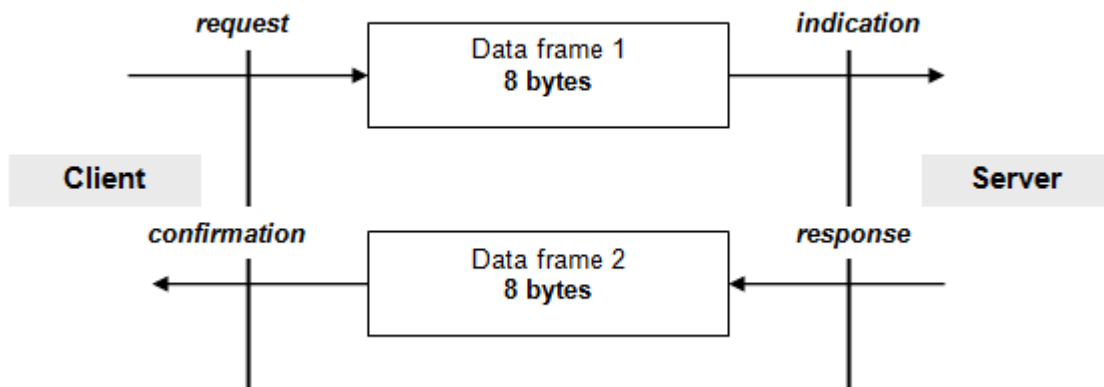 request
indication
Data frame 1
8 bytes
Client
Server
confirmation
response
Data frame 2
8 bytes